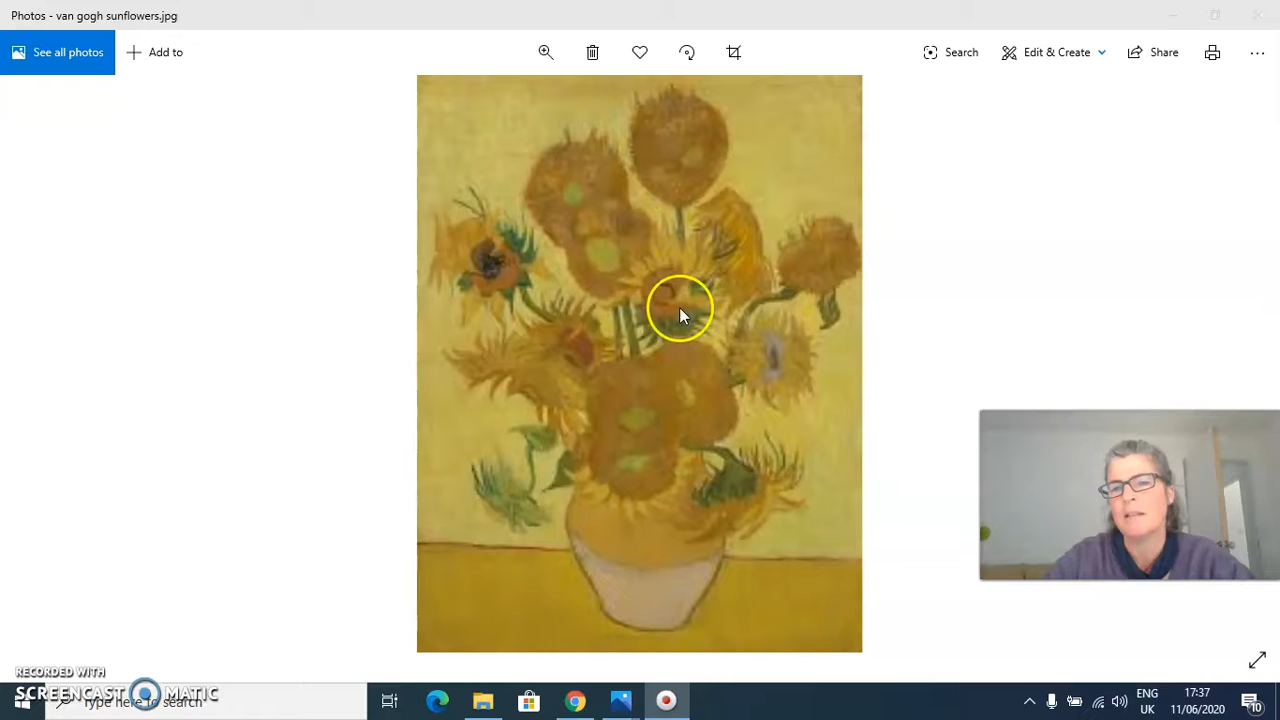 Photos - van gogh sunflowers.jpg
See all photos
Add to
Search
Edit & Create
Share
RECORDED WITH
SCREENCAST MATIC
Type here to search
ENG
UK
17:37
11/06/2020
10